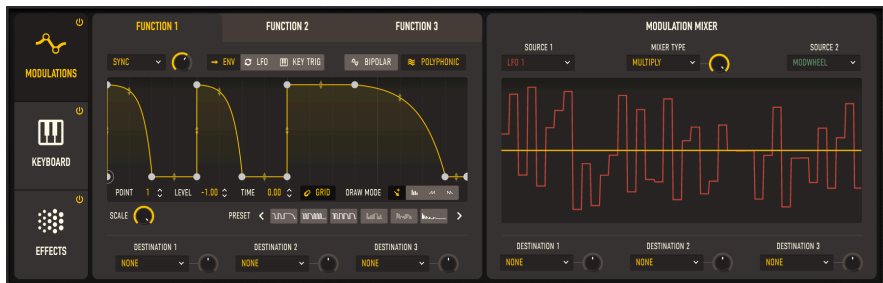 MODULATIONS
KEYBOARD
EFFECTS
FUNCTION 1 FUNCTION 2 FUNCTION 3
SYNC ENV LFO KEY TRIG BIPOLAR POLYPHONIC
POINT 1 LEVEL -1.00 TIME 0.00 GRID DRAW MODE
SCALE PRESET
DESTINATION 1 DESTINATION 2 DESTINATION 3
NONE NONE NONE
MODULATION MIXER
SOURCE 1 MIXER TYPE SOURCE 2
LFO 1 MULTIPLY MODWHEEL
DESTINATION 1 DESTINATION 2 DESTINATION 3
NONE NONE NONE